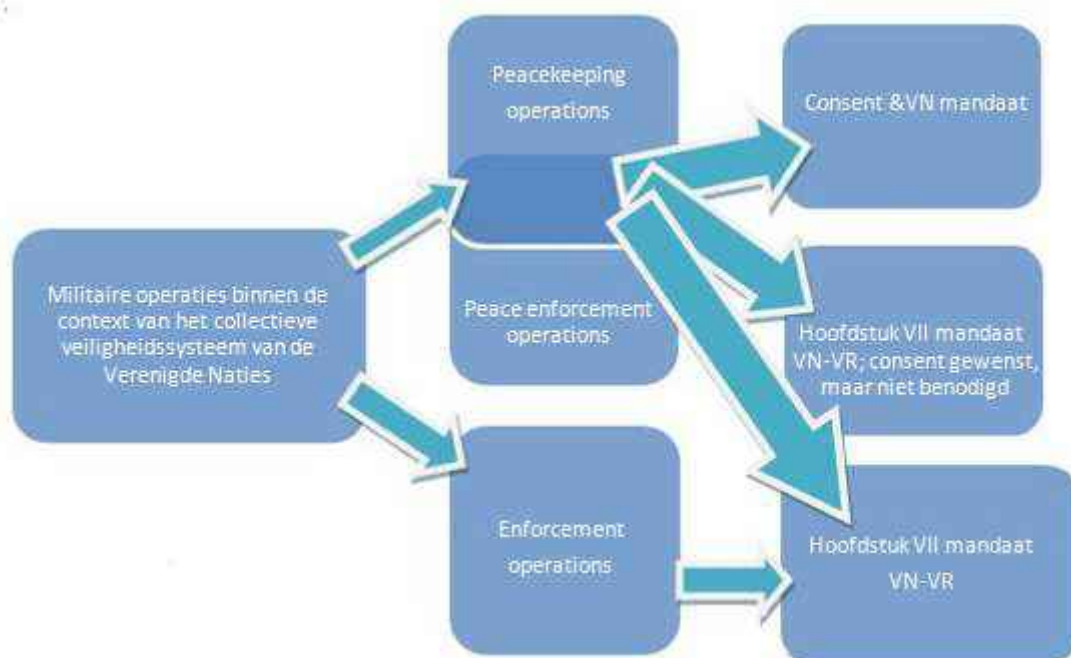 Peacekeeping
operations
Consent &VN mandaat
Militaire operaties binnen de
context van het collectieve
veiligheidssysteem van de
Verenigde Naties
Peace enforcement
operations
Hoofdstuk VII mandaat
VN-VR; consent gewenst,
maar niet benodigd
Enforcement
operations
Hoofdstuk VII mandaat
VN-VR